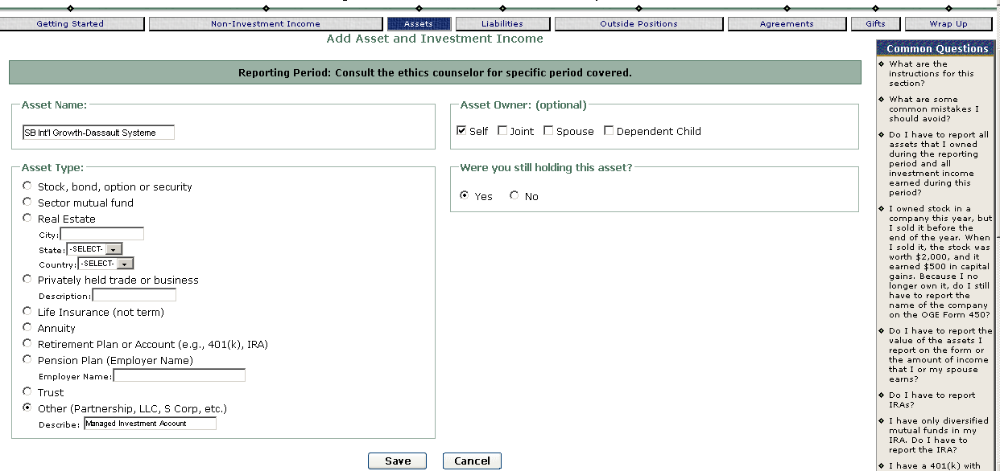 Getting Started
Non-Investment Income
Assets
Liabilities
Outside Positions
Agreements
Gifts
Wrap Up
Add Asset and Investment Income
Reporting Period: Consult the ethics counselor for specific period covered.
Asset Name:
SB Int'l Growth-Dassault Systeme
Asset Owner: (optional)
Self Joint Spouse Dependent Child
Asset Type:
Stock, bond, option or security
Sector mutual fund
Real Estate
City:
State: -SELECT-
Country: -SELECT-
Privately held trade or business
Description:
Life Insurance (not term)
Annuity
Retirement Plan or Account (e.g., 401(k), IRA)
Pension Plan (Employer Name)
Employer Name:
Trust
Other (Partnership, LLC, S Corp, etc.)
Describe: Managed Investment Account
Were you still holding this asset?
Yes No
Save
Cancel
Common Questions
What are the
instructions for this
section?
What are some
common mistakes I
should avoid?
Do I have to report all
assets that I owned
during the reporting
period and all
investment income
earned during this
period?
I owned stock in a
company this year, but
I sold it before the
end of the year. When
I sold it, the stock was
worth $2,000, and it
earned $500 in capital
gains. Because I no
longer own it, do I still
have to report the
name of the company
on the OGE Form 450?
Do I have to report the
value of the assets I
report on the form or
the amount of income
that I or my spouse
earns?
Do I have to report
IRAs?
I have only diversified
mutual funds in my
IRA. Do I have to
report the IRA?
I have a 401(k) with